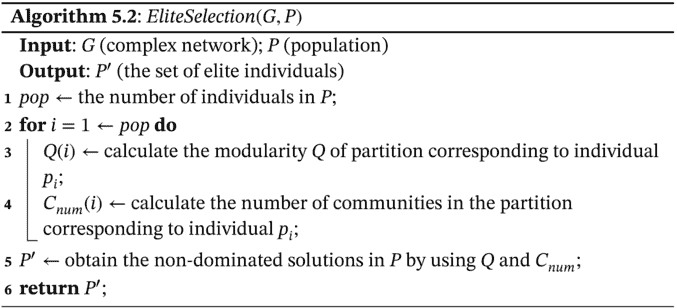 Algorithm 5.2: EliteSelection(G, P)
Input: G (complex network); P (population)
Output: P′ (the set of elite individuals)
1 pop ← the number of individuals in P;
2 for i = 1 ← pop do
3 Q(i) ← calculate the modularity Q of partition corresponding to individual
pᵢ;
4 Cₙᵤₘ(i) ← calculate the number of communities in the partition
corresponding to individual pᵢ;
5 P′ ← obtain the non-dominated solutions in P by using Q and Cₙᵤₘ;
6 return P′;